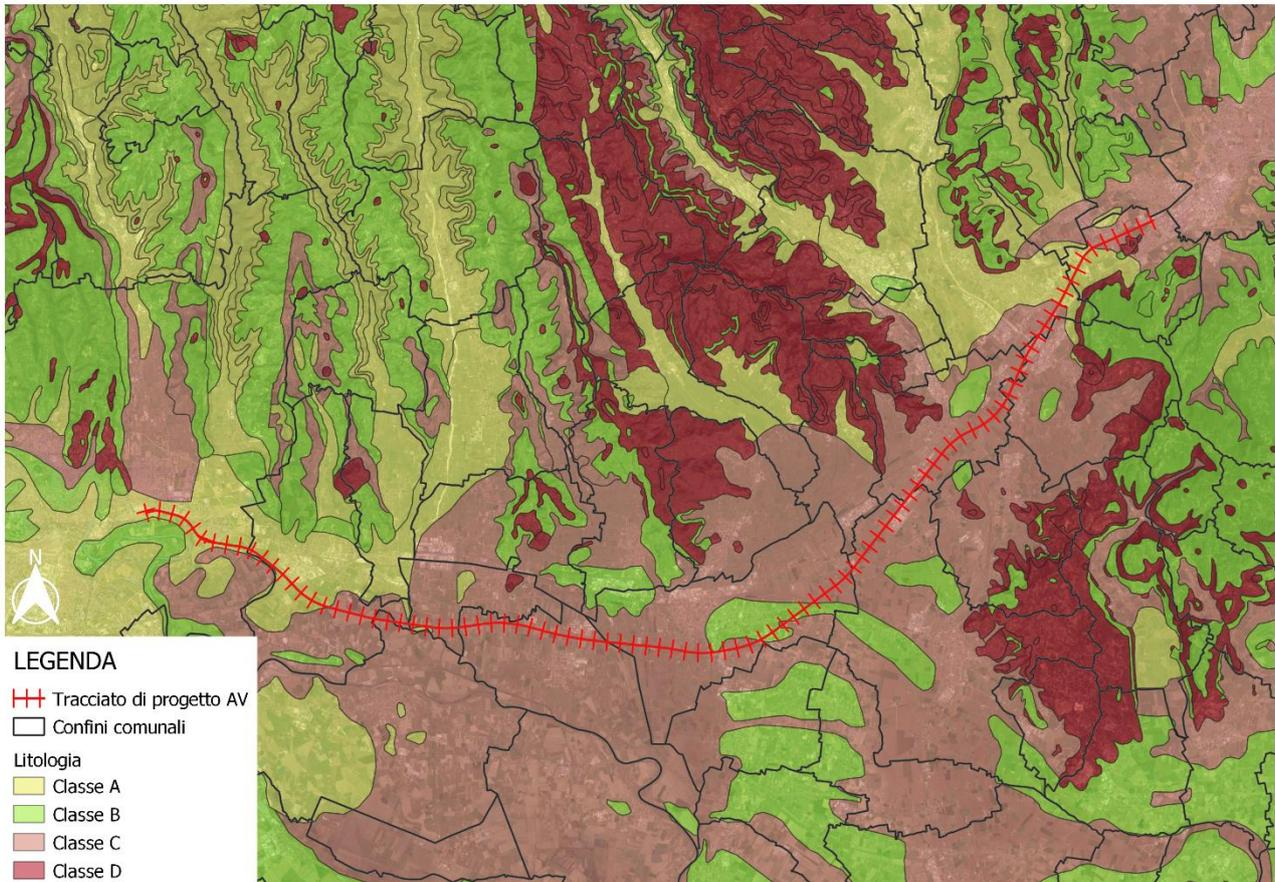 N
LEGENDA
Tracciato di progetto AV
Confini comunali
Litologia
Classe A
Classe B
Classe C
Classe D